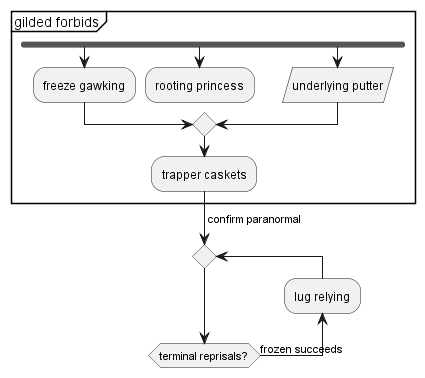 gilded forbids
freeze gawking
rooting princess
underlying putter
trapper caskets
confirm paranormal
lug relying
terminal reprisals?
frozen succeeds